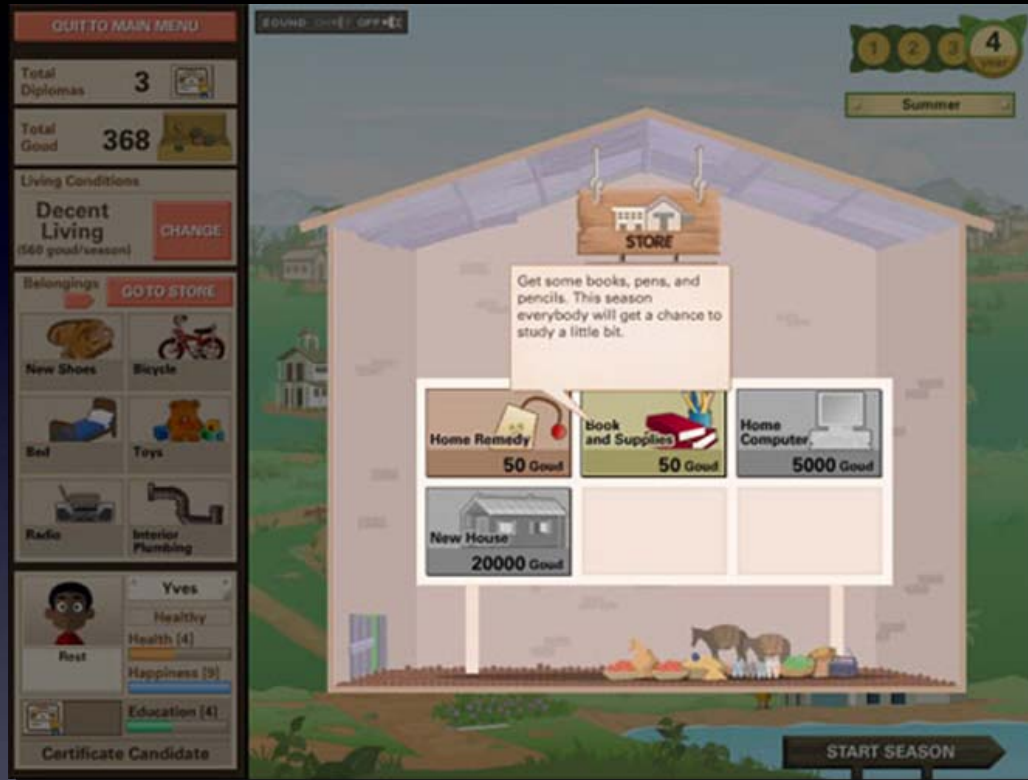 QUIT TO MAIN MENU
SOUND ON OFF
Total
Diplomas
3
Total
Goud
368
Living Conditions
Decent
Living
(560 goud/season)
CHANGE
Belongings
GO TO STORE
New Shoes
Bicycle
Bed
Toys
Radio
Interior
Plumbing
Yves
Healthy
Health [4]
Rest
Happiness [9]
Education [4]
Certificate Candidate
1
2
3
4
year
Summer
STORE
Get some books, pens, and
pencils. This season
everybody will get a chance to
study a little bit.
Home Remedy
50 Goud
Book
and Supplies
50 Goud
Home
Computer
5000 Goud
New House
20000 Goud
START SEASON